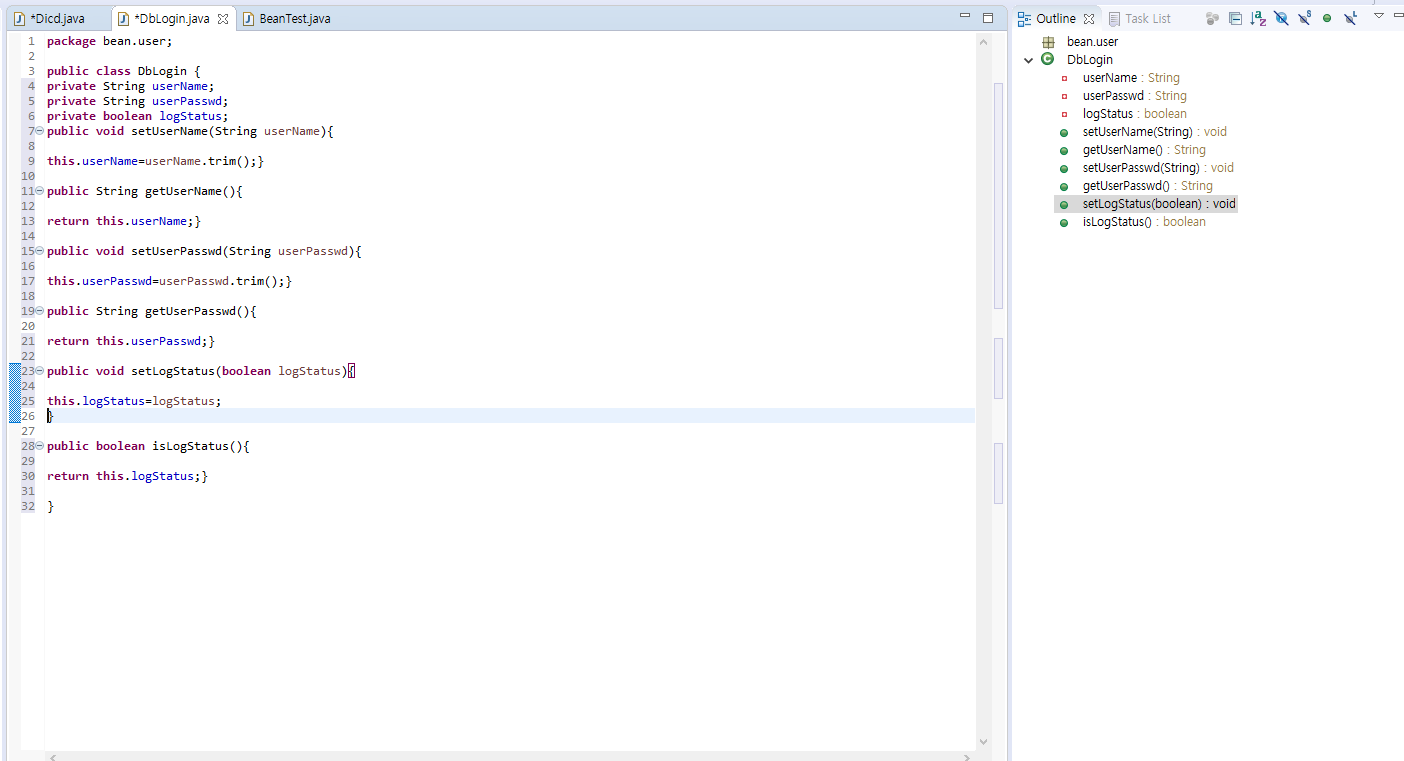 *Dicd.java *DbLogin.java BeanTest.java
1 package bean.user;
2
3 public class DbLogin {
4 private String userName;
5 private String userPasswd;
6 private boolean logStatus;
7 public void setUserName(String userName){
8
9 this.userName=userName.trim();}
10
11 public String getUserName(){
12
13 return this.userName;}
14
15 public void setUserPasswd(String userPasswd){
16
17 this.userPasswd=userPasswd.trim();}
18
19 public String getUserPasswd(){
20
21 return this.userPasswd;}
22
23 public void setLogStatus(boolean logStatus){
24
25 this.logStatus=logStatus;
26 }
27
28 public boolean isLogStatus(){
29
30 return this.logStatus;}
31
32 }
Outline Task List
bean.user
DbLogin
userName : String
userPasswd : String
logStatus : boolean
setUserName(String) : void
getUserName() : String
setUserPasswd(String) : void
getUserPasswd() : String
setLogStatus(boolean) : void
isLogStatus() : boolean